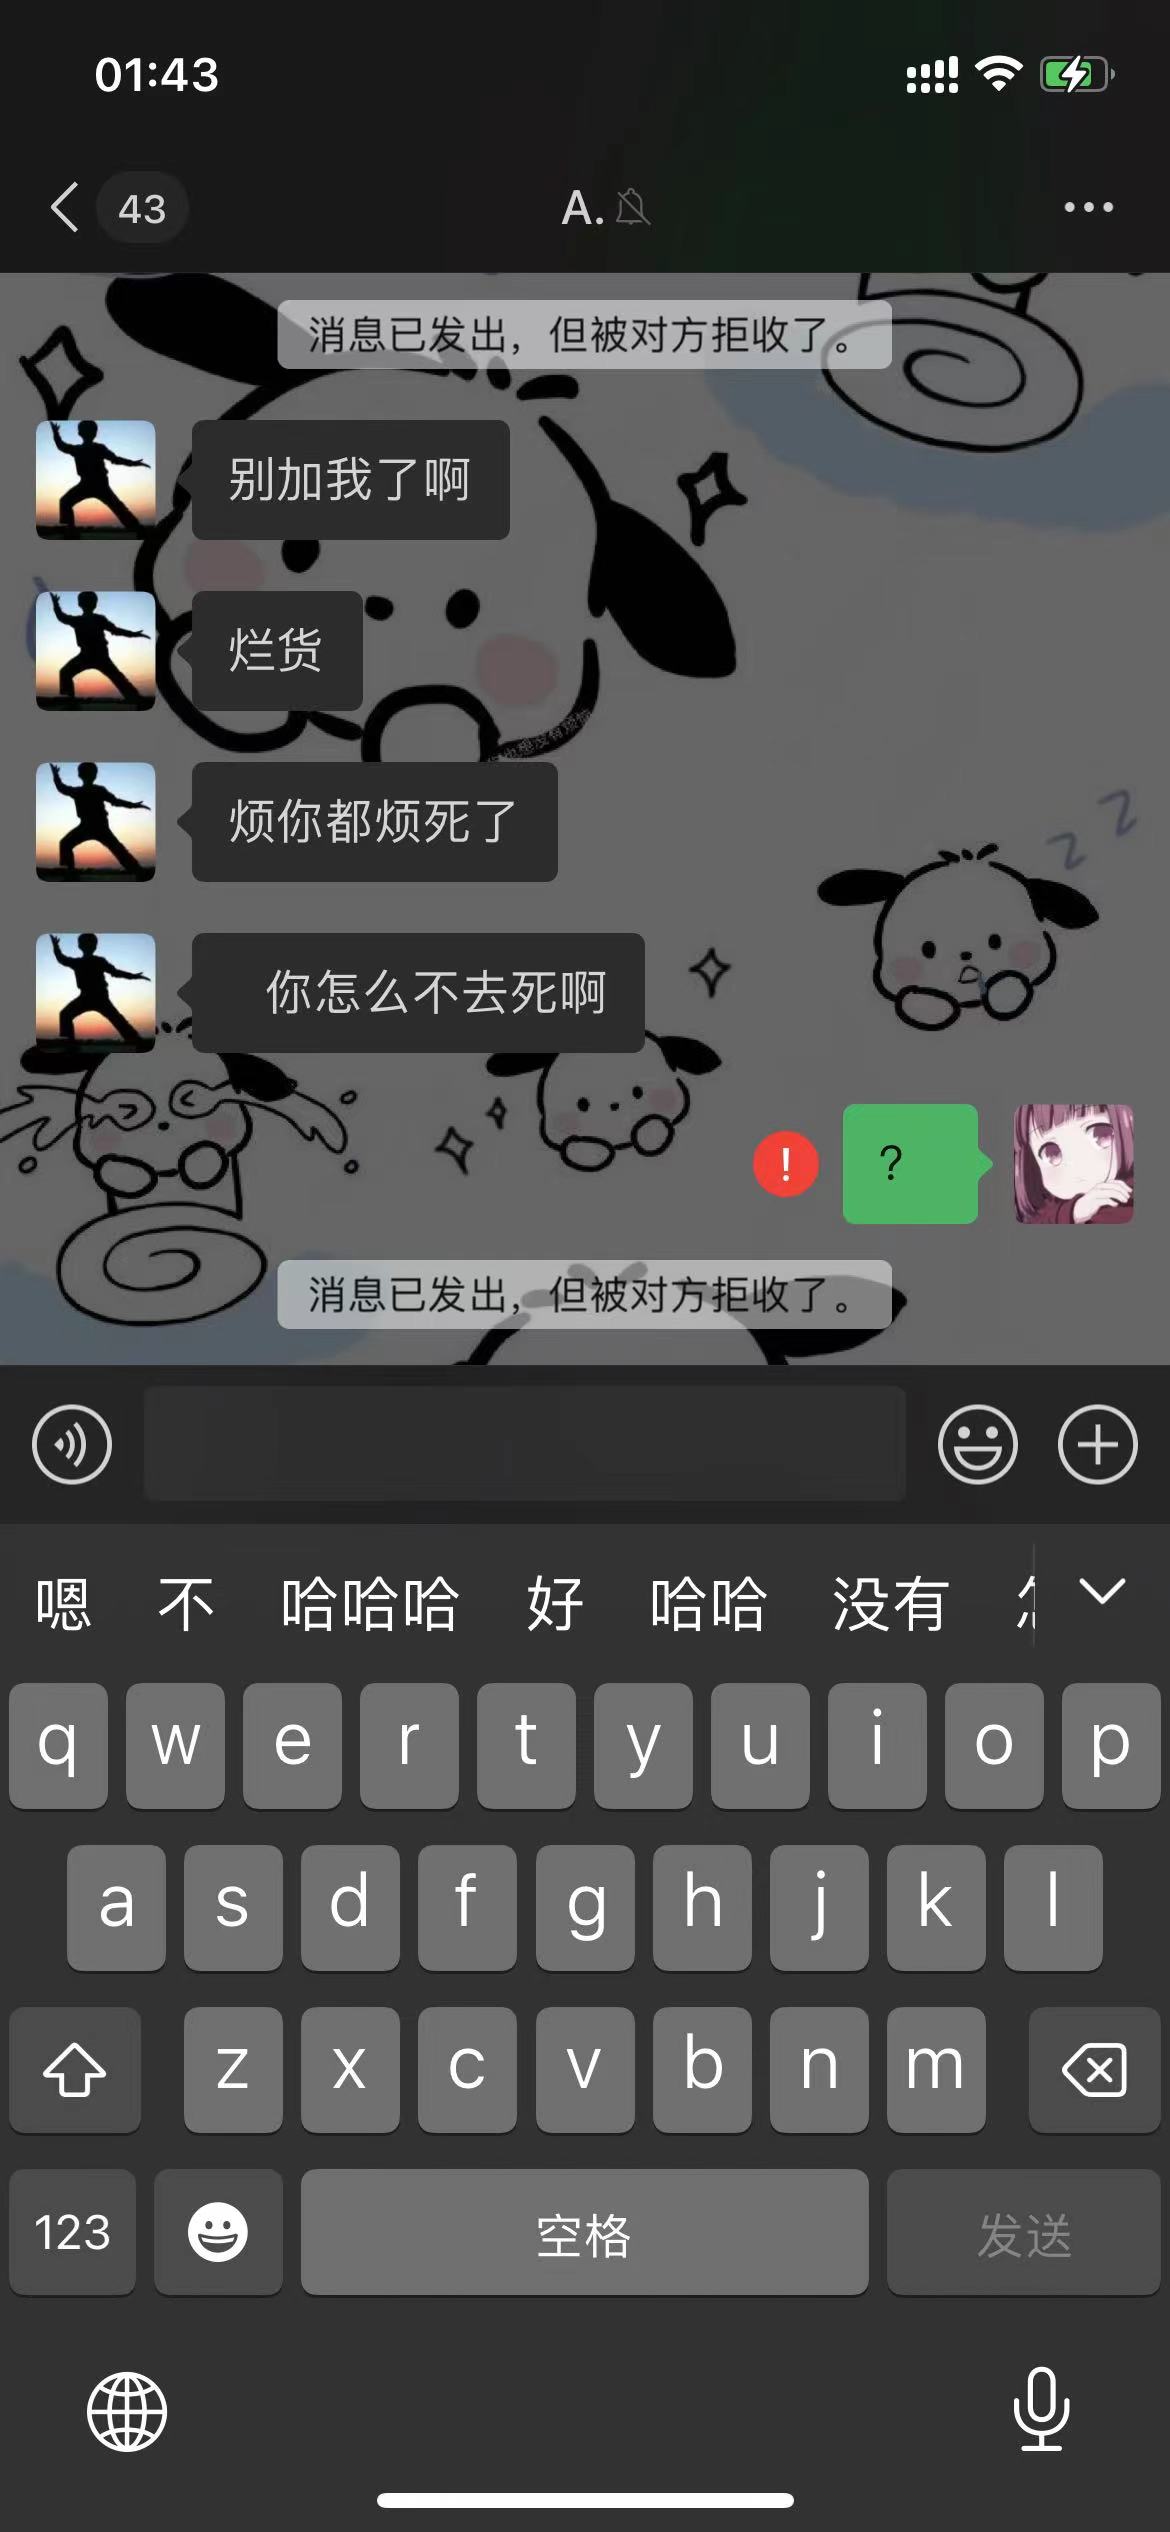 01:43
43
A.
消息已发出，但被对方拒收了。
别加我了啊
烂货
烦你都烦死了
你怎么不去死啊
?
消息已发出，但被对方拒收了。
嗯 不 哈哈哈 好 哈哈 没有
q w e r t y u i o p
a s d f g h j k l
z x c v b n m
123 空格 发送